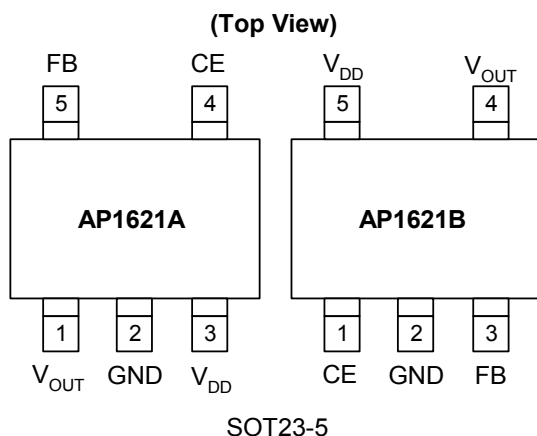 (Top View)
FB CE V_DD V_OUT
5 4 5 4
AP1621A AP1621B
1 2 3 1 2 3
V_OUT GND V_DD CE GND FB
SOT23-5